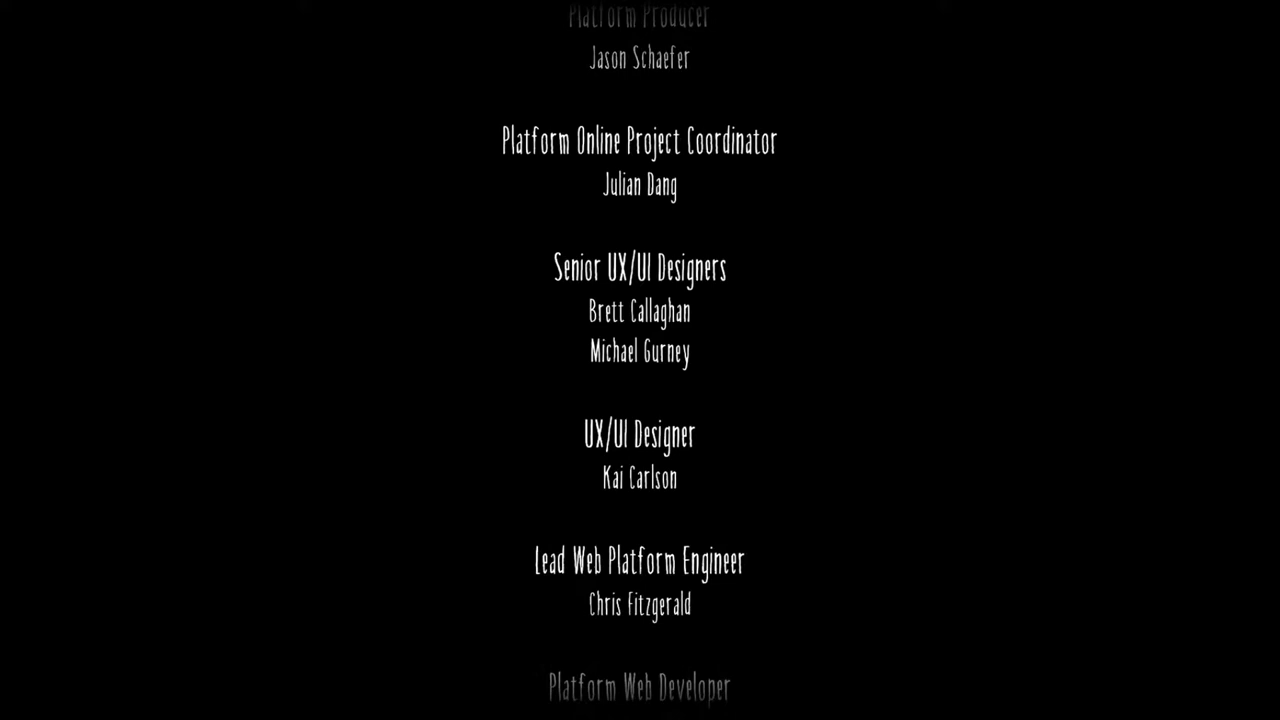 Platform Producer
Jason Schaefer
Platform Online Project Coordinator
Julian Dang
Senior UX/UI Designers
Brett Callaghan
Michael Gurney
UX/UI Designer
Kai Carlson
Lead Web Platform Engineer
Chris Fitzgerald
Platform Web Developer